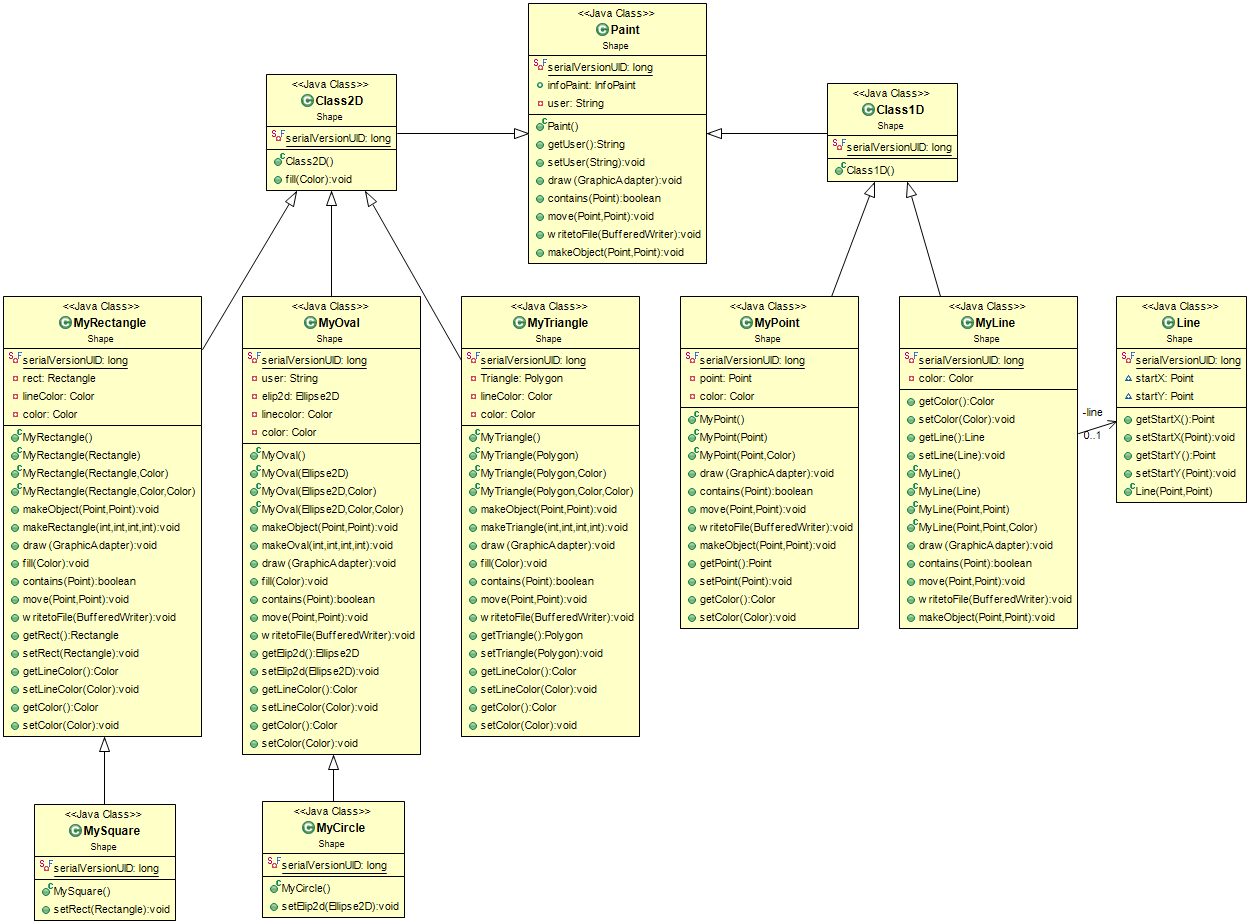 <<Java Class>>
Paint
Shape
serialVersionUID: long
infoPaint: InfoPaint
user: String
Paint()
getUser():String
setUser(String):void
draw(GraphicAdapter):void
contains(Point):boolean
move(Point,Point):void
writetoFile(BufferedWriter):void
makeObject(Point,Point):void
<<Java Class>>
Class2D
Shape
serialVersionUID: long
Class2D()
fill(Color):void
<<Java Class>>
Class1D
Shape
serialVersionUID: long
Class1D()
<<Java Class>>
MyRectangle
Shape
serialVersionUID: long
rect: Rectangle
lineColor: Color
color: Color
MyRectangle()
MyRectangle(Rectangle)
MyRectangle(Rectangle,Color)
MyRectangle(Rectangle,Color,Color)
makeObject(Point,Point):void
makeRectangle(int,int,int,int):void
draw(GraphicAdapter):void
fill(Color):void
contains(Point):boolean
move(Point,Point):void
writetoFile(BufferedWriter):void
getRect():Rectangle
setRect(Rectangle):void
getLineColor():Color
setLineColor(Color):void
getColor():Color
setColor(Color):void
<<Java Class>>
MyOval
Shape
serialVersionUID: long
user: String
elip2d: Ellipse2D
linecolor: Color
color: Color
MyOval()
MyOval(Ellipse2D)
MyOval(Ellipse2D,Color)
MyOval(Ellipse2D,Color,Color)
makeObject(Point,Point):void
makeOval(int,int,int,int):void
draw(GraphicAdapter):void
fill(Color):void
contains(Point):boolean
move(Point,Point):void
writetoFile(BufferedWriter):void
getElip2d():Ellipse2D
setElip2d(Ellipse2D):void
getLineColor():Color
setLineColor(Color):void
getColor():Color
setColor(Color):void
<<Java Class>>
MyTriangle
Shape
serialVersionUID: long
Triangle: Polygon
lineColor: Color
color: Color
MyTriangle()
MyTriangle(Polygon)
MyTriangle(Polygon,Color)
MyTriangle(Polygon,Color,Color)
makeObject(Point,Point):void
makeTriangle(int,int,int,int):void
draw(GraphicAdapter):void
fill(Color):void
contains(Point):boolean
move(Point,Point):void
writetoFile(BufferedWriter):void
getTriangle():Polygon
setTriangle(Polygon):void
getLineColor():Color
setLineColor(Color):void
getColor():Color
setColor(Color):void
<<Java Class>>
MyPoint
Shape
serialVersionUID: long
point: Point
color: Color
MyPoint()
MyPoint(Point)
MyPoint(Point,Color)
draw(GraphicAdapter):void
contains(Point):boolean
move(Point,Point):void
writetoFile(BufferedWriter):void
makeObject(Point,Point):void
getPoint():Point
setPoint(Point):void
getColor():Color
setColor(Color):void
<<Java Class>>
MyLine
Shape
serialVersionUID: long
color: Color
getColor():Color
setColor(Color):void
getLine():Line
setLine(Line):void
MyLine()
MyLine(Line)
MyLine(Point,Point)
MyLine(Point,Point,Color)
draw(GraphicAdapter):void
contains(Point):boolean
move(Point,Point):void
writetoFile(BufferedWriter):void
makeObject(Point,Point):void
-line
0..1
<<Java Class>>
Line
Shape
serialVersionUID: long
startX: Point
startY: Point
getStartX():Point
setStartX(Point):void
getStartY():Point
setStartY(Point):void
Line(Point,Point)
<<Java Class>>
MySquare
Shape
serialVersionUID: long
MySquare()
setRect(Rectangle):void
<<Java Class>>
MyCircle
Shape
serialVersionUID: long
MyCircle()
setElip2d(Ellipse2D):void